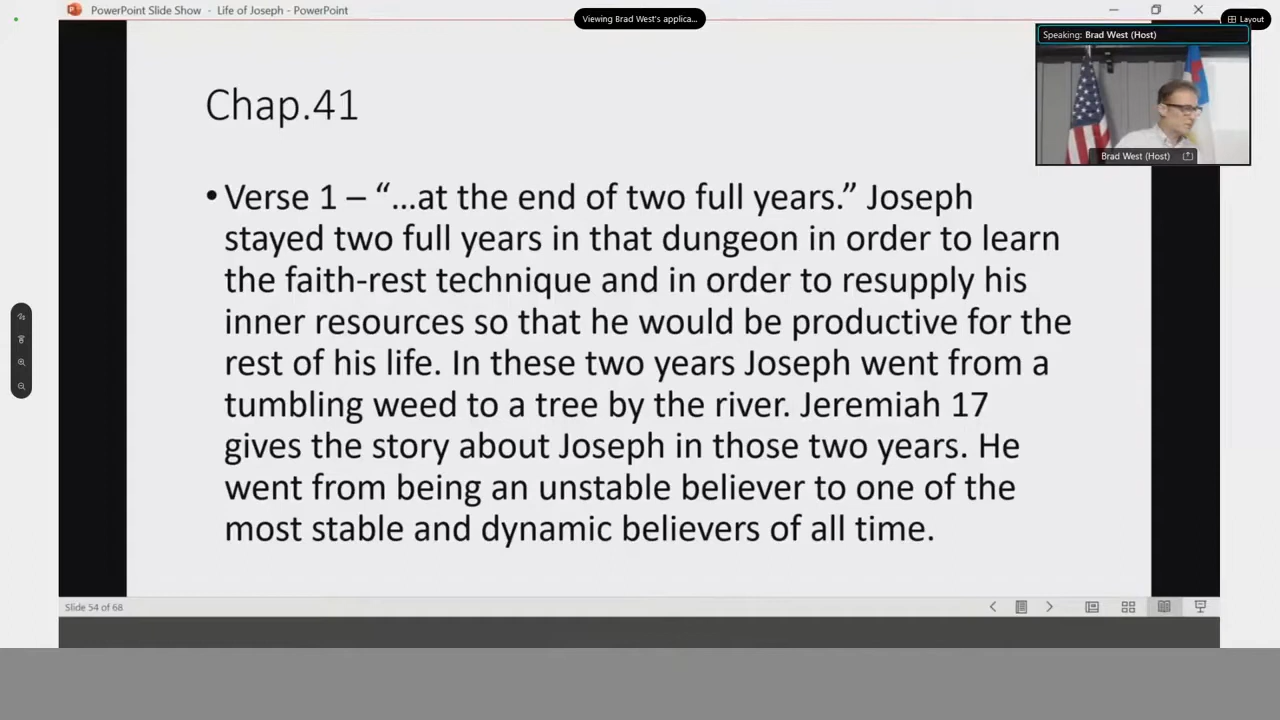 PowerPoint Slide Show - Life of Joseph - PowerPoint
Viewing Brad West's applica...
Layout
Speaking: Brad West (Host)
Brad West (Host)
Chap.41
• Verse 1 – “...at the end of two full years.” Joseph
stayed two full years in that dungeon in order to learn
the faith-rest technique and in order to resupply his
inner resources so that he would be productive for the
rest of his life. In these two years Joseph went from a
tumbling weed to a tree by the river. Jeremiah 17
gives the story about Joseph in those two years. He
went from being an unstable believer to one of the
most stable and dynamic believers of all time.
Slide 54 of 68